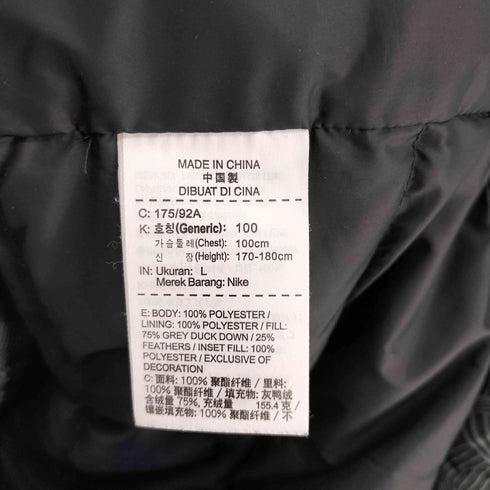 MADE IN CHINA
中国製
DIBUAT DI CINA
C: 175/92A
K: 호칭(Generic): 100
가슴둘레(Chest): 100cm
신 장(Height): 170-180cm
IN: Ukuran: L
Merek Barang: Nike
E: BODY: 100% POLYESTER /
LINING: 100% POLYESTER / FILL:
75% GREY DUCK DOWN / 25%
FEATHERS / INSET FILL: 100%
POLYESTER / EXCLUSIVE OF
DECORATION
C: 面料: 100% 聚酯纤维 / 里料:
100% 聚酯纤维 / 填充物: 灰鸭绒
含绒量 75%, 充绒量 155.4 克 /
镶嵌填充物: 100% 聚酯纤维 /